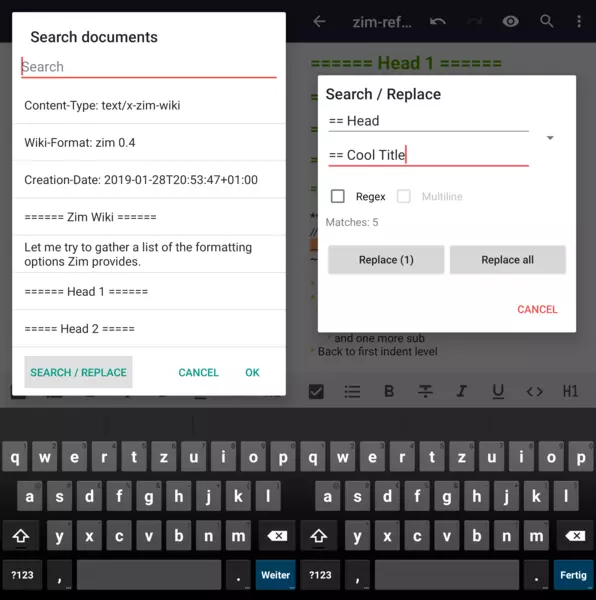 Search documents
Search
Content-Type: text/x-zim-wiki
Wiki-Format: zim 0.4
Creation-Date: 2019-01-28T20:53:47+01:00
====== Zim Wiki ======
Let me try to gather a list of the formatting
options Zim provides.
====== Head 1 ======
===== Head 2 =====
SEARCH / REPLACE CANCEL OK
q w e r t z u i o p
a s d f g h j k l
y x c v b n m
?123 , . Weiter
zim-ref…
====== Head 1 ======
Search / Replace
== Head
== Cool Title
Regex Multiline
Matches: 5
Replace (1) Replace all
CANCEL
* and one more sub
* Back to first indent level
B T I U <> H1
q w e r t z u i o p
a s d f g h j k l
y x c v b n m
?123 , . Fertig